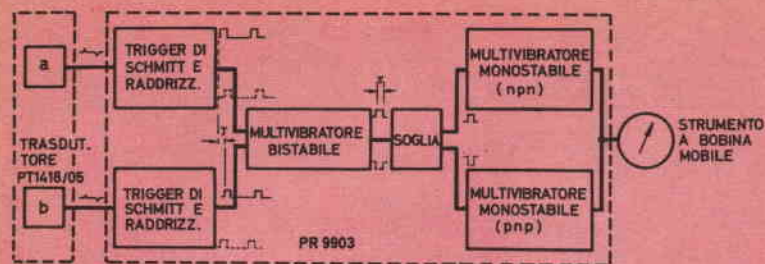 a
TRIGGER DI
SCHMITT E
RADDRIZZ.
T
MULTIVIBRATORE
MONOSTABILE
(npn)
MULTIVIBRATORE
BISTABILE
SOGLIA
STRUMENTO
A BOBINA
MOBILE
TRASDUT.
TORE
PT1416/05
b
TRIGGER DI
SCHMITT E
RADDRIZZ.
MULTIVIBRATORE
MONOSTABILE
(pnp)
PR 9903